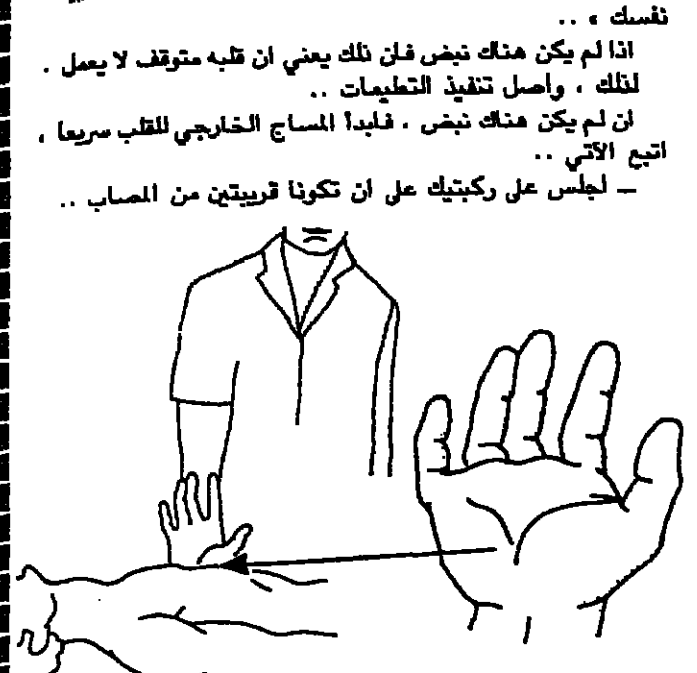 نفسك » ..
اذا لم يكن هناك نبض فان ذلك يعني ان قلبه متوقف لا يعمل .
لذلك ، واصل تنفيذ التعليمات ..
ان لم يكن هناك نبض . فابدأ المساج الخارجي للقلب سريعا ،
اتبع الآتي ..
ــ اجلس على ركبتيك على ان تكونا قريبتين من المصاب ..